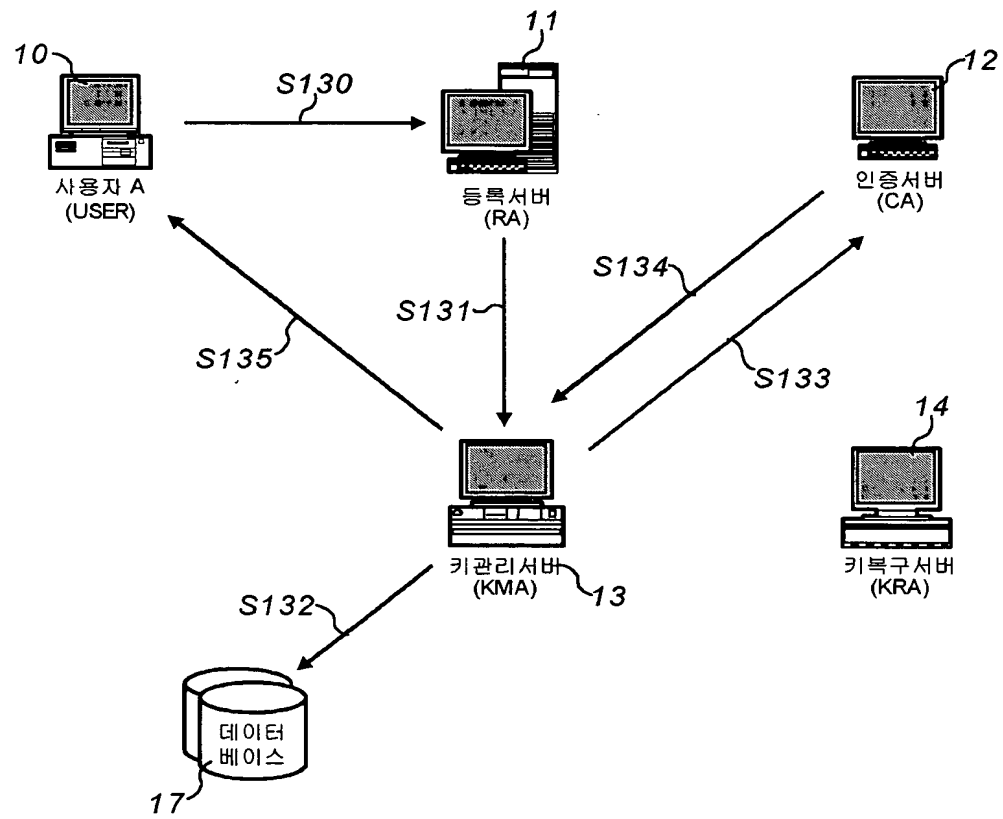 10
11
12
S130
사용자 A
(USER)
등록서버
(RA)
인증서버
(CA)
S134
S131
S135
S133
14
키관리서버
(KMA)
13
키복구서버
(KRA)
S132
데이터
베이스
17